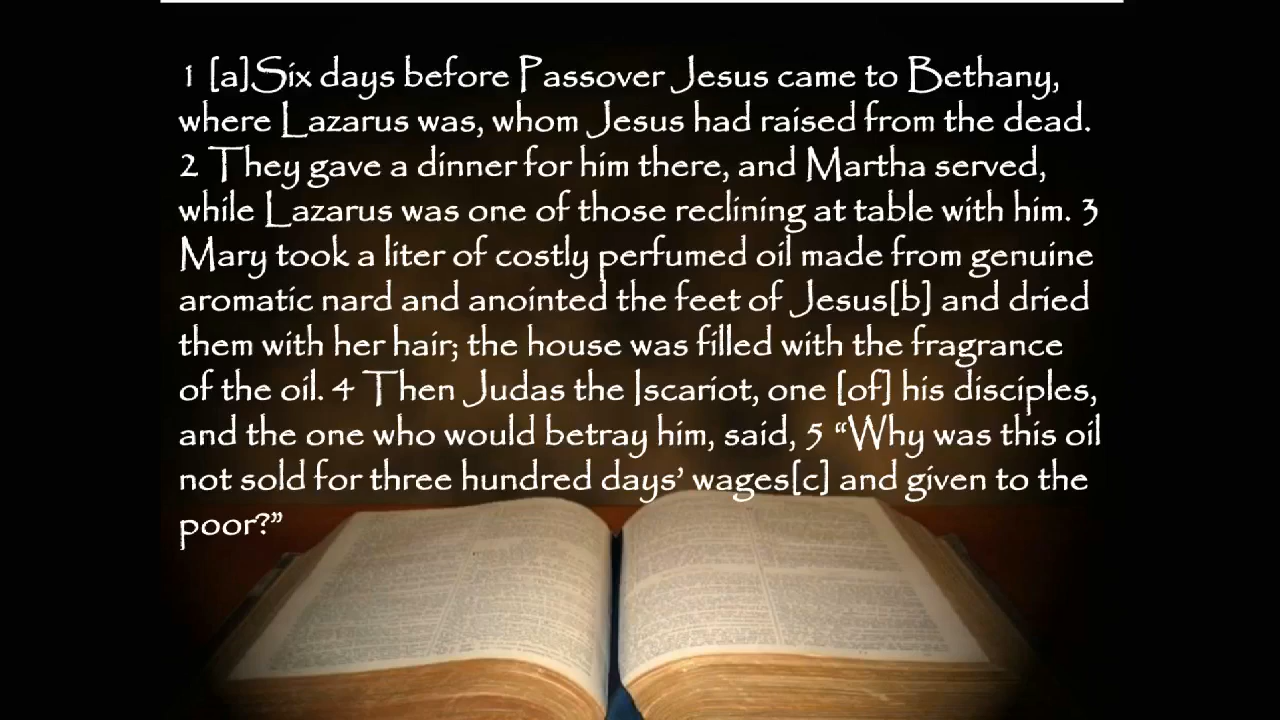 1 [a]Six days before Passover Jesus came to Bethany,
where Lazarus was, whom Jesus had raised from the dead.
2 They gave a dinner for him there, and Martha served,
while Lazarus was one of those reclining at table with him. 3
Mary took a liter of costly perfumed oil made from genuine
aromatic nard and anointed the feet of Jesus[b] and dried
them with her hair; the house was filled with the fragrance
of the oil. 4 Then Judas the Iscariot, one [of] his disciples,
and the one who would betray him, said, 5 “Why was this oil
not sold for three hundred days’ wages[c] and given to the
poor?”